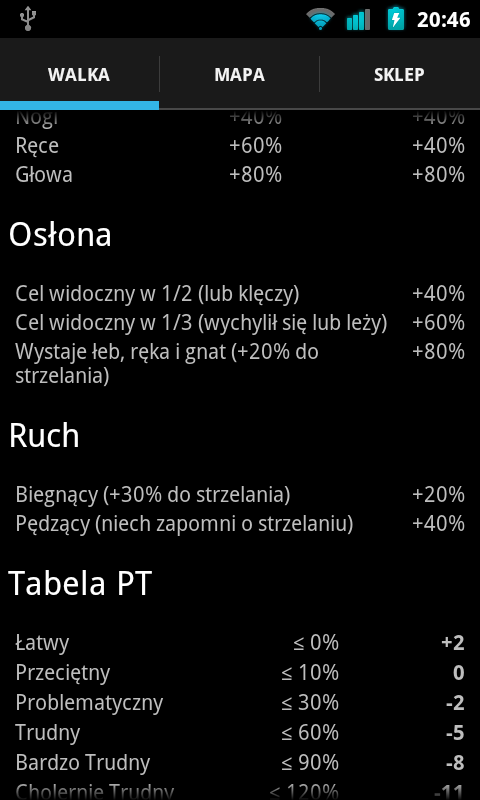 20:46
WALKA MAPA SKLEP
Nogi +40% +40%
Ręce +60% +40%
Głowa +80% +80%
Osłona
Cel widoczny w 1/2 (lub klęczy) +40%
Cel widoczny w 1/3 (wychylił się lub leży) +60%
Wystaje łeb, ręka i gnat (+20% do +80%
strzelania)
Ruch
Biegnący (+30% do strzelania) +20%
Pędzący (niech zapomni o strzelaniu) +40%
Tabela PT
Łatwy ≤ 0% +2
Przeciętny ≤ 10% 0
Problematyczny ≤ 30% -2
Trudny ≤ 60% -5
Bardzo Trudny ≤ 90% -8
Cholernie Trudny ≤ 120% -11